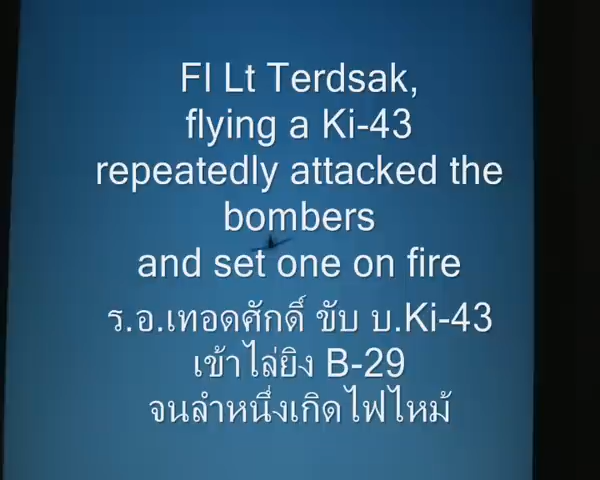 Fl Lt Terdsak,
flying a Ki-43
repeatedly attacked the
bombers
and set one on fire
ร.อ.เทอดศักดิ์ ขับ บ.Ki-43
เข้าไล่ยิง B-29
จนลำหนึ่งเกิดไฟไหม้